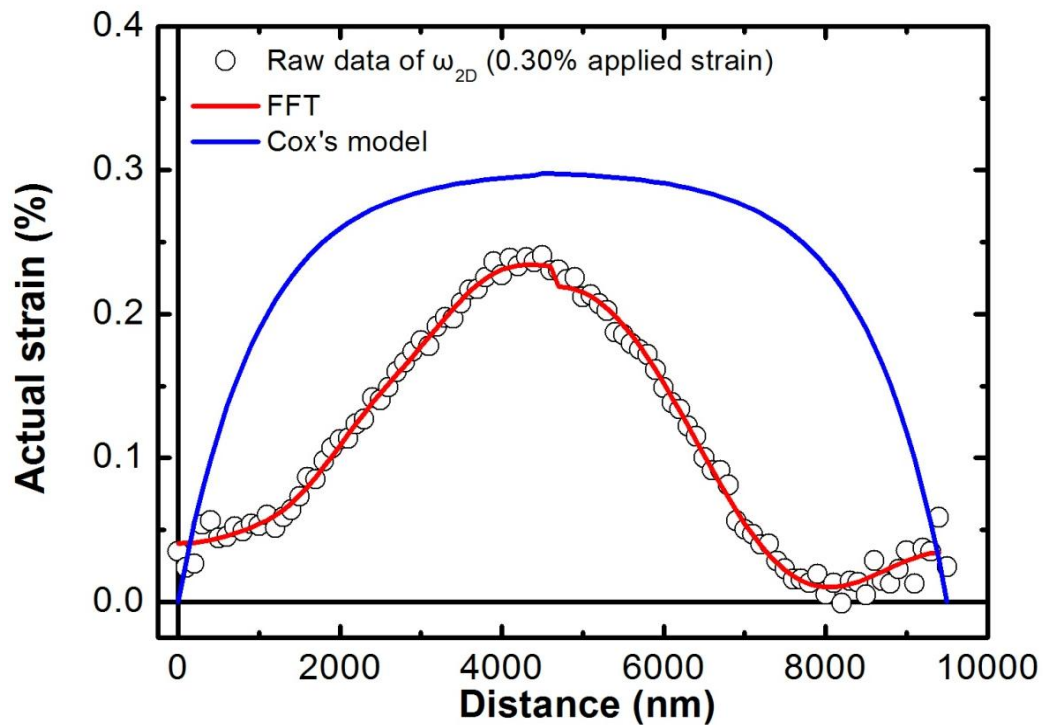 0.4
Raw data of ω2D (0.30% applied strain)
FFT
Cox's model
0.3
0.2
0.1
0.0
Actual strain (%)
0 2000 4000 6000 8000 10000
Distance (nm)